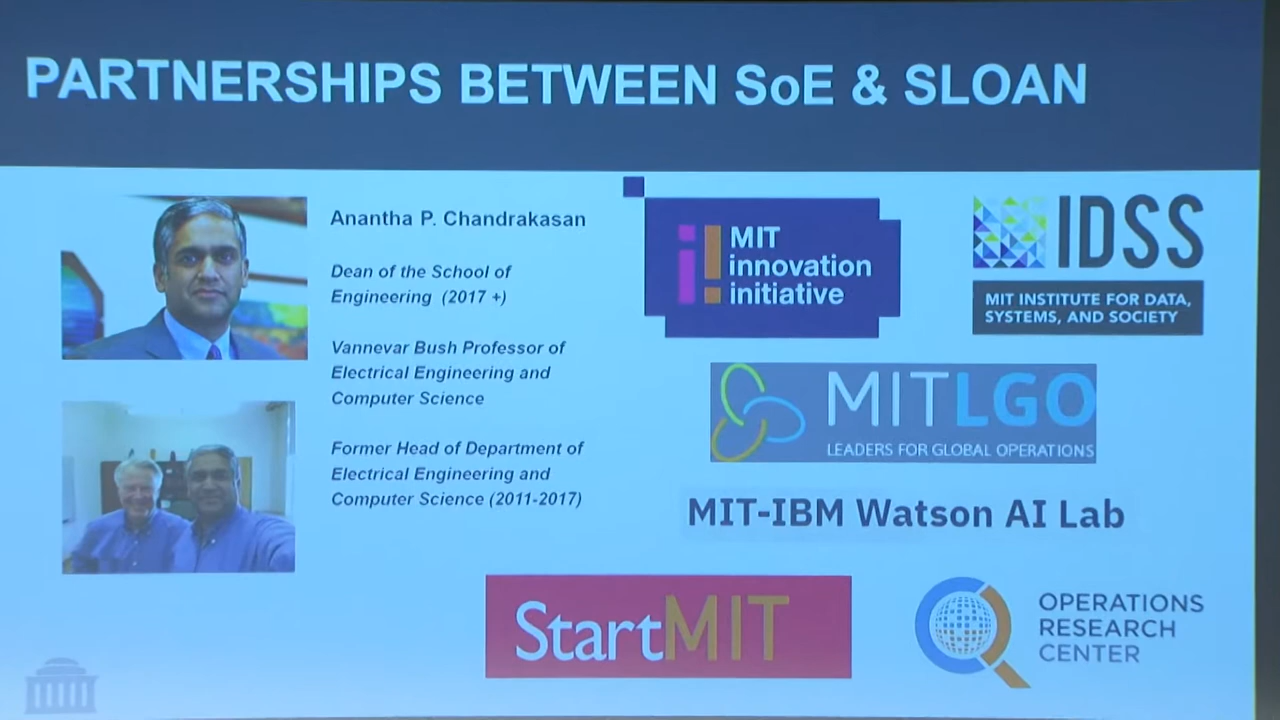 PARTNERSHIPS BETWEEN SoE & SLOAN
Anantha P. Chandrakasan
Dean of the School of
Engineering (2017 +)
Vannevar Bush Professor of
Electrical Engineering and
Computer Science
Former Head of Department of
Electrical Engineering and
Computer Science (2011-2017)
MIT
innovation
initiative
IDSS
MIT INSTITUTE FOR DATA,
SYSTEMS, AND SOCIETY
MITLGO
LEADERS FOR GLOBAL OPERATIONS
MIT-IBM Watson AI Lab
StartMIT
OPERATIONS
RESEARCH
CENTER